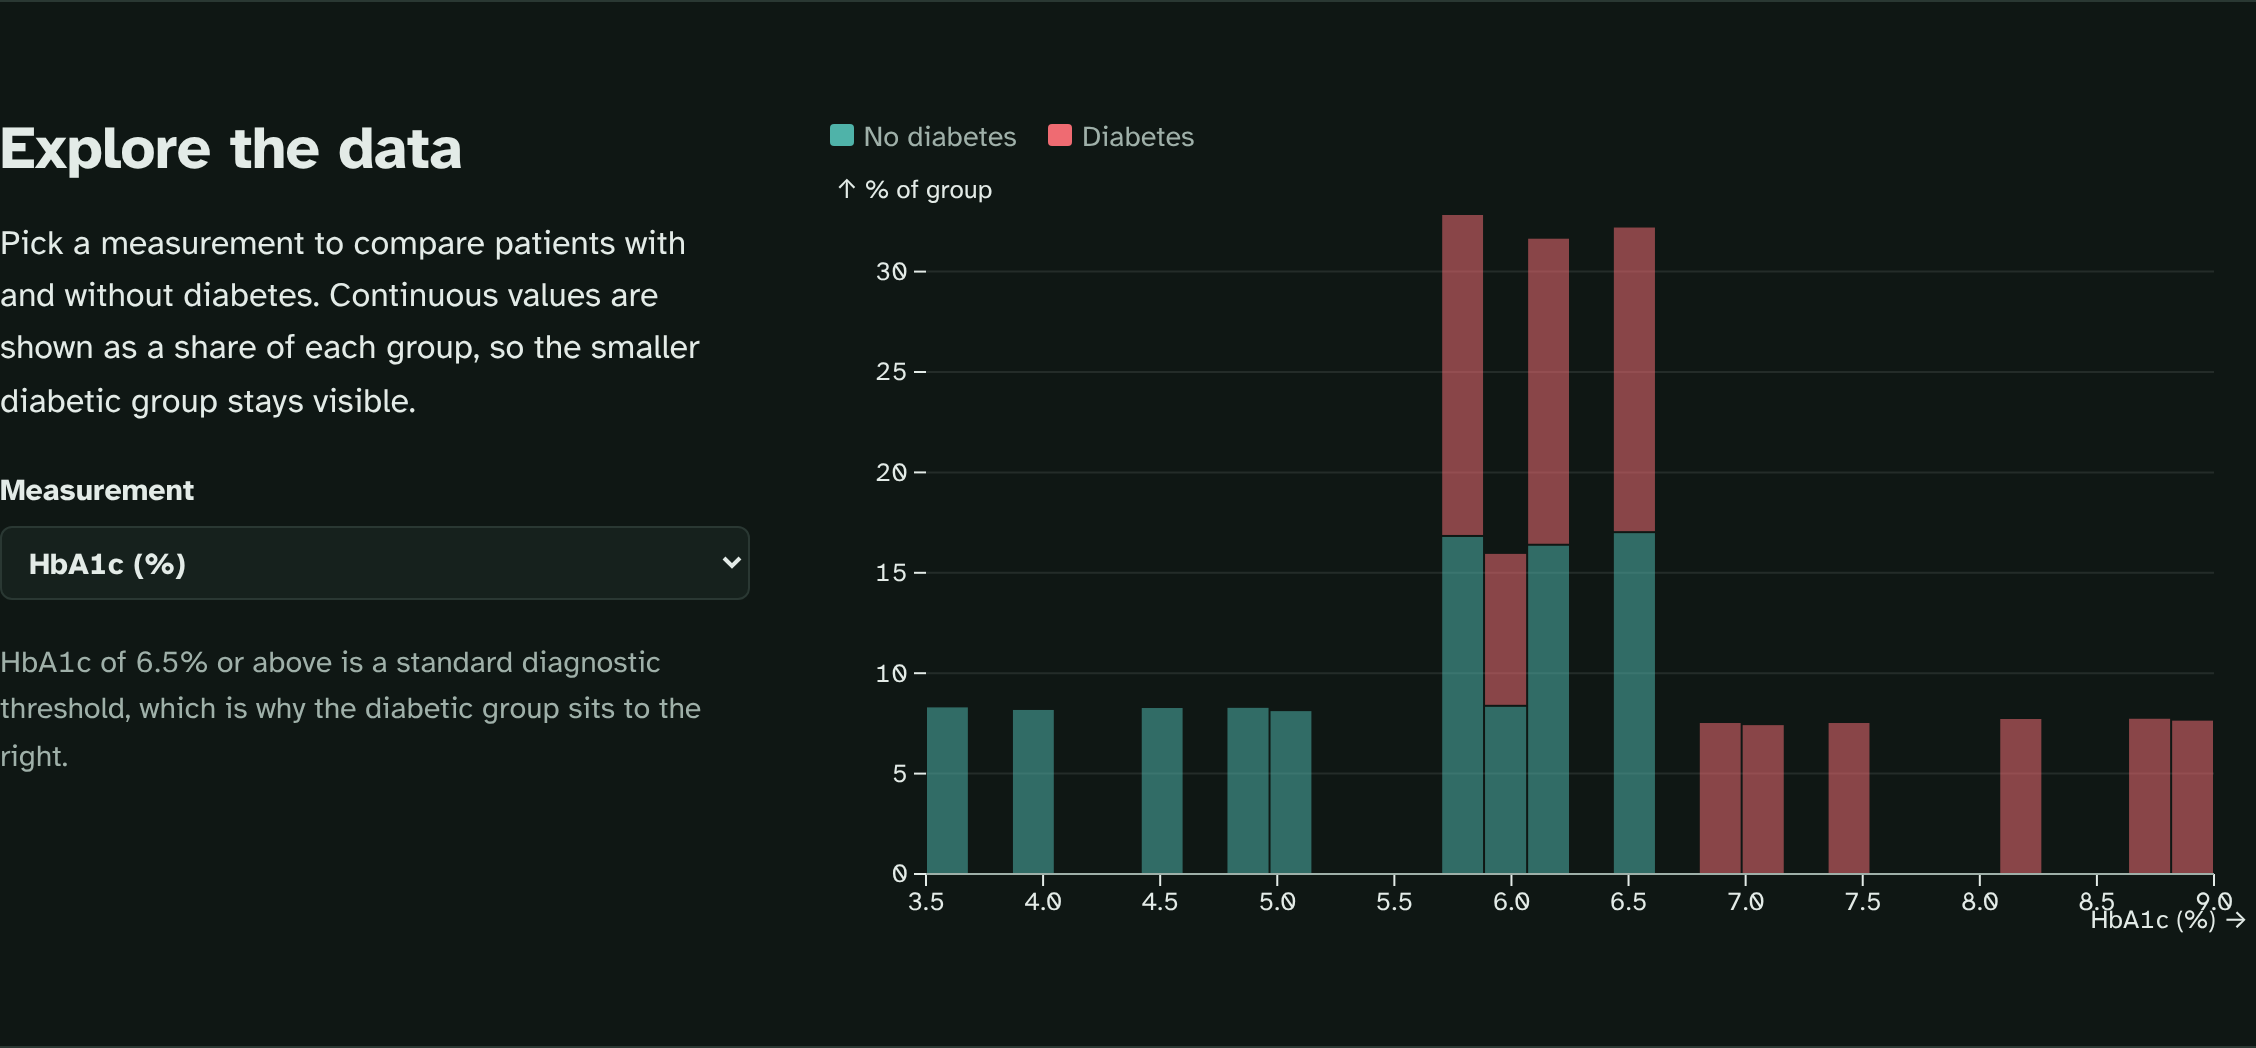 Explore the data
Pick a measurement to compare patients with
and without diabetes. Continuous values are
shown as a share of each group, so the smaller
diabetic group stays visible.
Measurement
HbA1c (%)
HbA1c of 6.5% or above is a standard diagnostic
threshold, which is why the diabetic group sits to the
right.
No diabetes Diabetes
↑ % of group
30
25
20
15
10
5
0
3.5 4.0 4.5 5.0 5.5 6.0 6.5 7.0 7.5 8.0 8.5 9.0
HbA1c (%) →